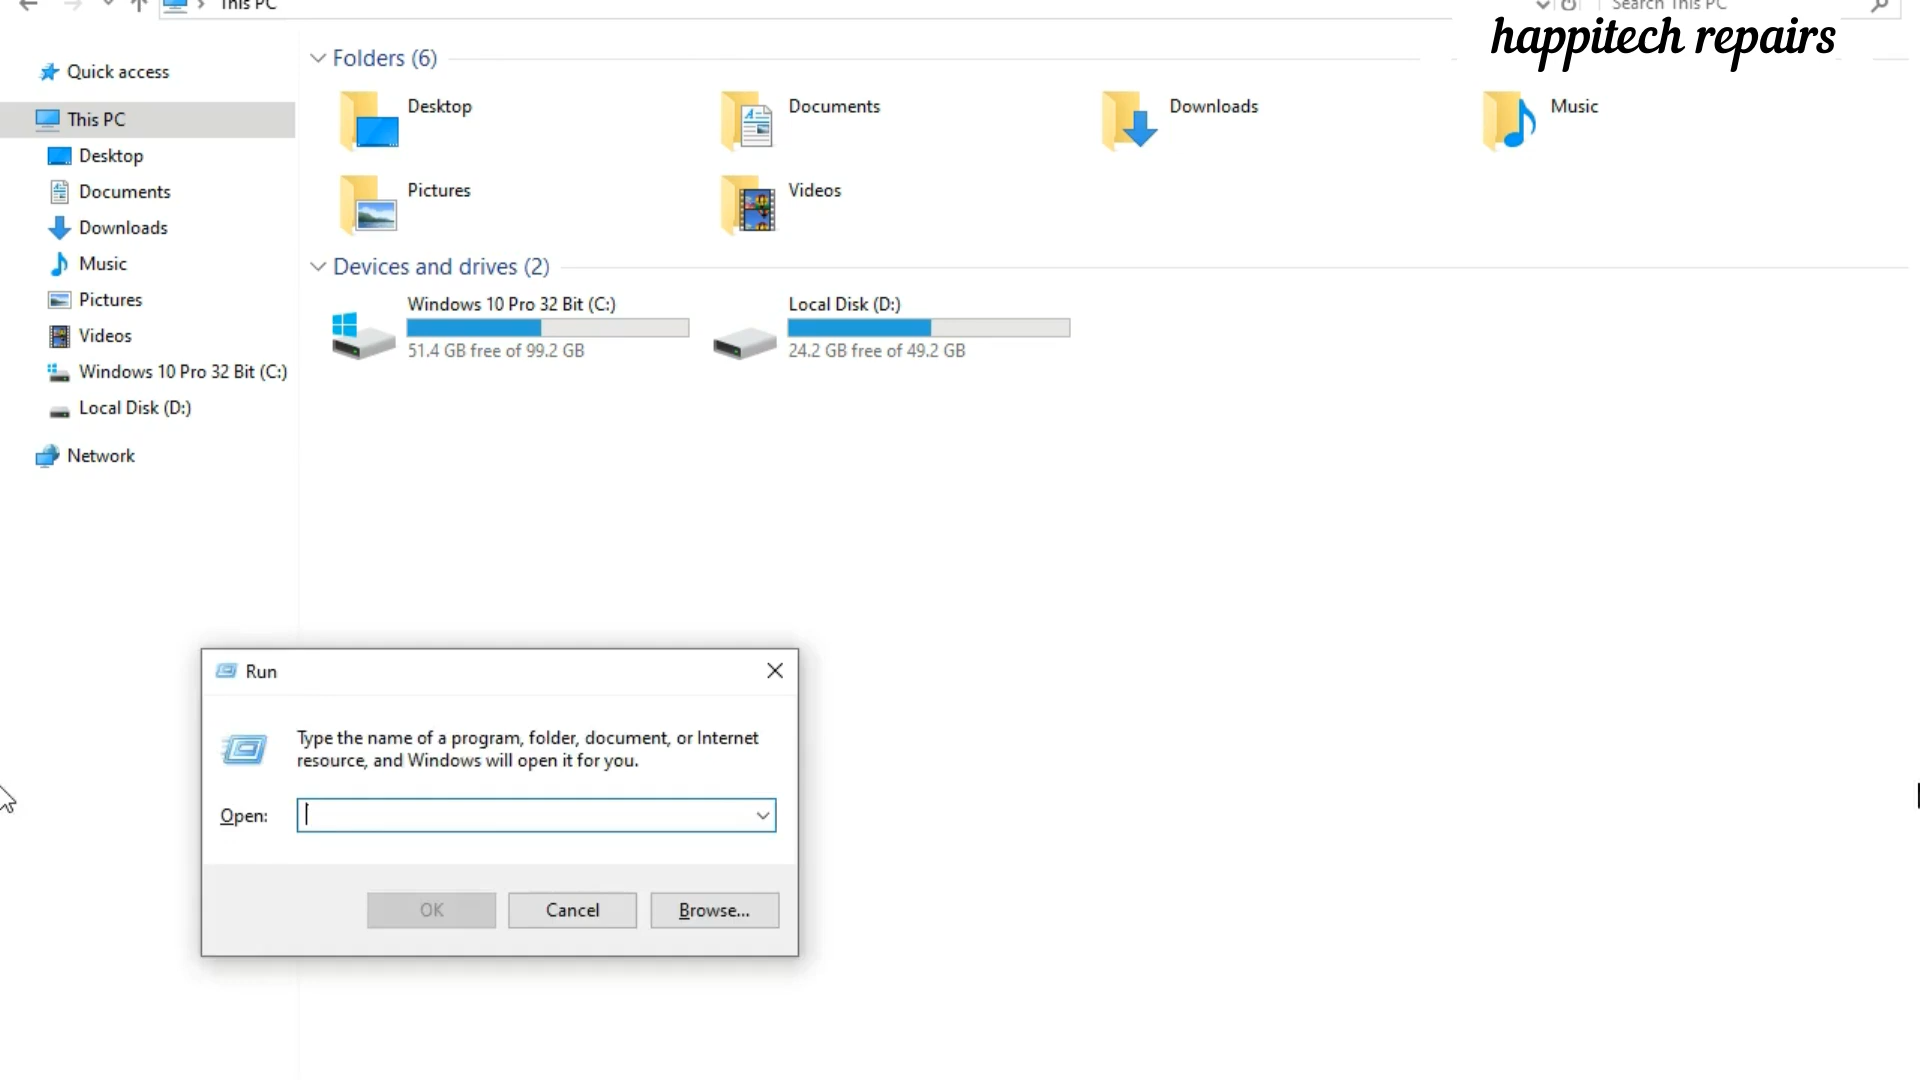 This PC
Search This PC
happitech repairs
Quick access
This PC
Desktop
Documents
Downloads
Music
Pictures
Videos
Windows 10 Pro 32 Bit (C:)
Local Disk (D:)
Network
Folders (6)
Desktop
Documents
Downloads
Music
Pictures
Videos
Devices and drives (2)
Windows 10 Pro 32 Bit (C:)
51.4 GB free of 99.2 GB
Local Disk (D:)
24.2 GB free of 49.2 GB
Run
Type the name of a program, folder, document, or Internet
resource, and Windows will open it for you.
Open:
OK
Cancel
Browse...